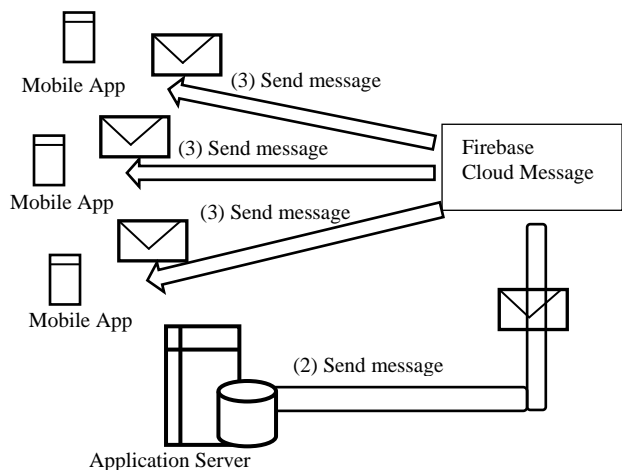 (3) Send message
Mobile App
(3) Send message
Firebase
Cloud Message
Mobile App
(3) Send message
Mobile App
(2) Send message
Application Server